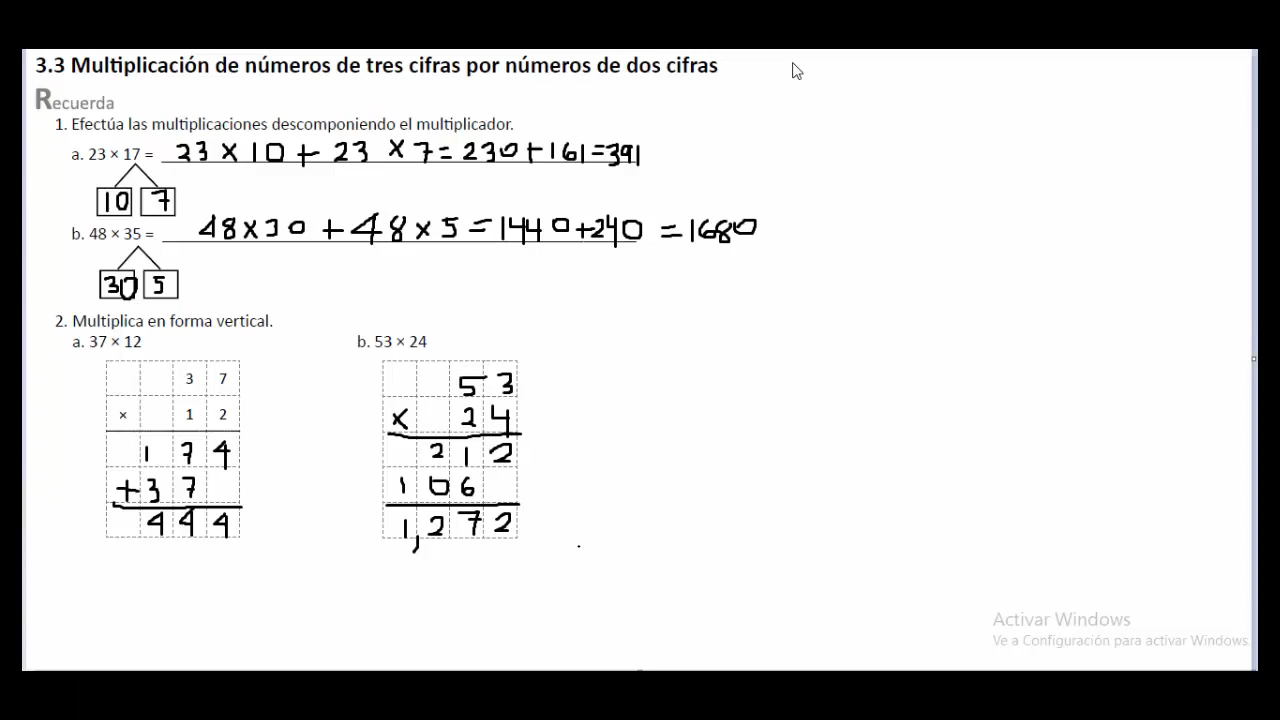 3.3 Multiplicación de números de tres cifras por números de dos cifras
Recuerda
1. Efectúa las multiplicaciones descomponiendo el multiplicador.
a. 23 × 17 = 23 × 10 + 23 × 7 = 230 + 161 = 391
10 7
b. 48 × 35 = 48 × 30 + 48 × 5 = 1440 + 240 = 1680
30 5
2. Multiplica en forma vertical.
a. 37 × 12
3 7
× 1 2
1 7 4
+ 3 7
4 4 4
b. 53 × 24
5 3
× 2 4
2 1 2
1 0 6
1,2 7 2
Activar Windows
Ve a Configuración para activar Windows.